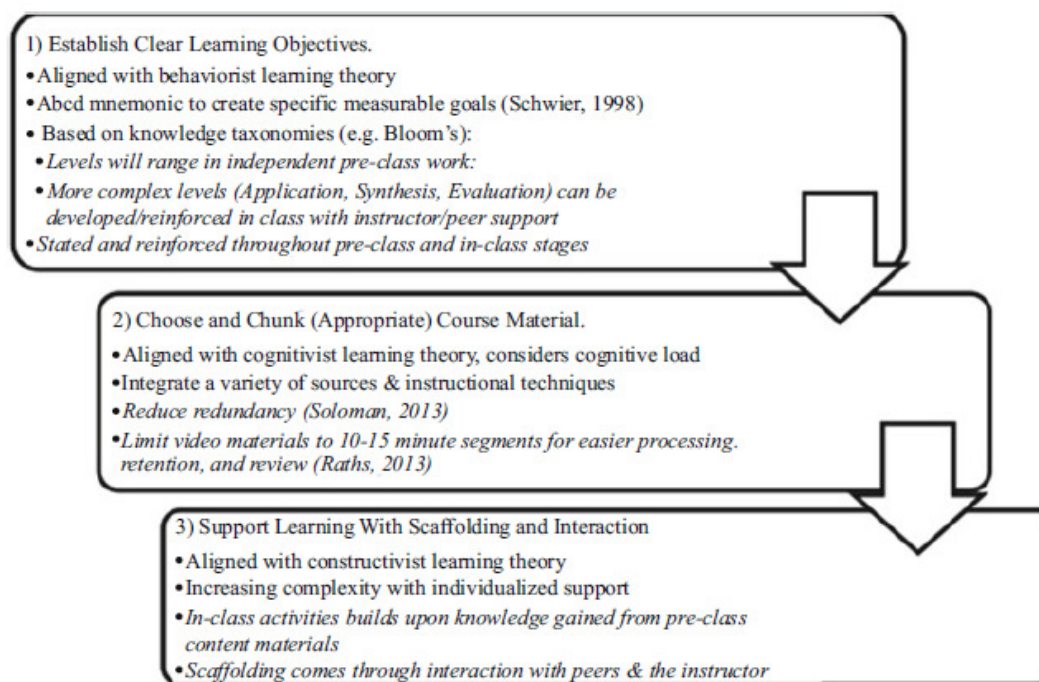 1) Establish Clear Learning Objectives.
•Aligned with behaviorist learning theory
•Abcd mnemonic to create specific measurable goals (Schwier, 1998)
• Based on knowledge taxonomies (e.g. Bloom's):
•Levels will range in independent pre-class work:
•More complex levels (Application, Synthesis, Evaluation) can be
developed/reinforced in class with instructor/peer support
•Stated and reinforced throughout pre-class and in-class stages
2) Choose and Chunk (Appropriate) Course Material.
•Aligned with cognitivist learning theory, considers cognitive load
•Integrate a variety of sources & instructional techniques
•Reduce redundancy (Soloman, 2013)
•Limit video materials to 10-15 minute segments for easier processing.
retention, and review (Raths, 2013)
3) Support Learning With Scaffolding and Interaction
•Aligned with constructivist learning theory
•Increasing complexity with individualized support
•In-class activities builds upon knowledge gained from pre-class
content materials
•Scaffolding comes through interaction with peers & the instructor